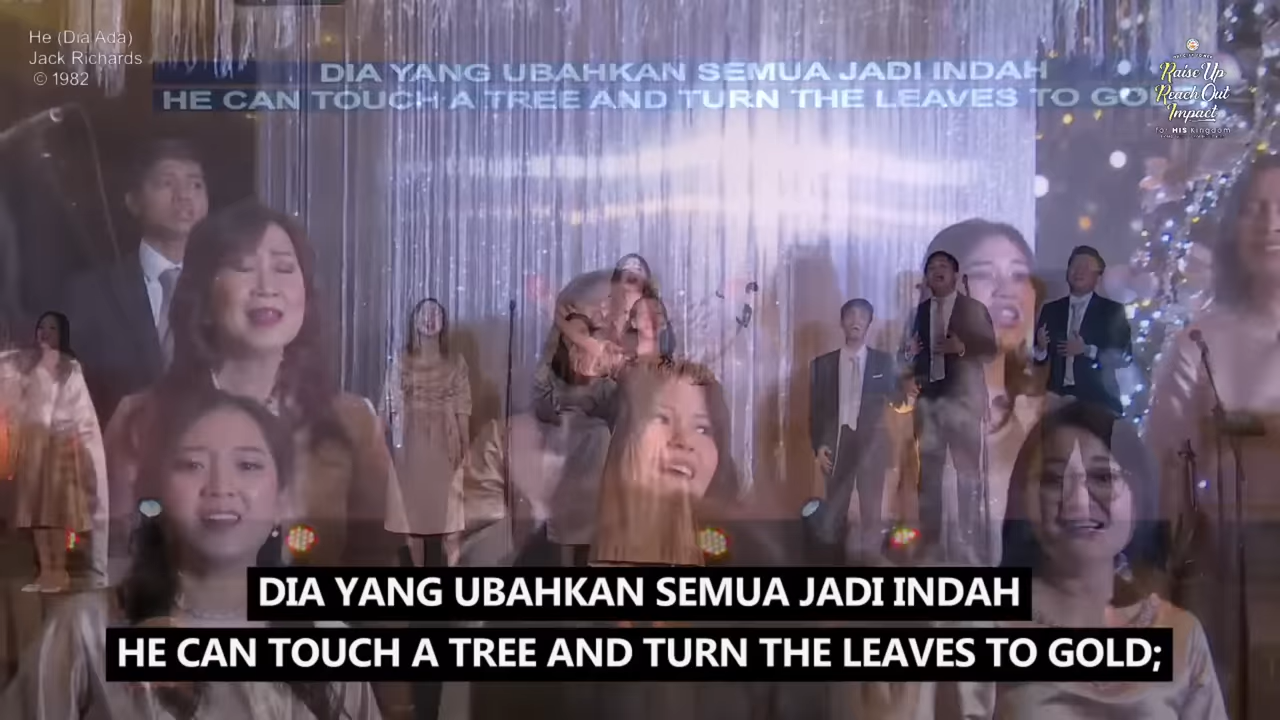 He (Dia Ada)
Jack Richards
© 1982
DIA YANG UBAHKAN SEMUA JADI INDAH
HE CAN TOUCH A TREE AND TURN THE LEAVES TO GOLD
Raise Up
Reach Out
Impact
for HIS Kingdom
DIA YANG UBAHKAN SEMUA JADI INDAH
HE CAN TOUCH A TREE AND TURN THE LEAVES TO GOLD;